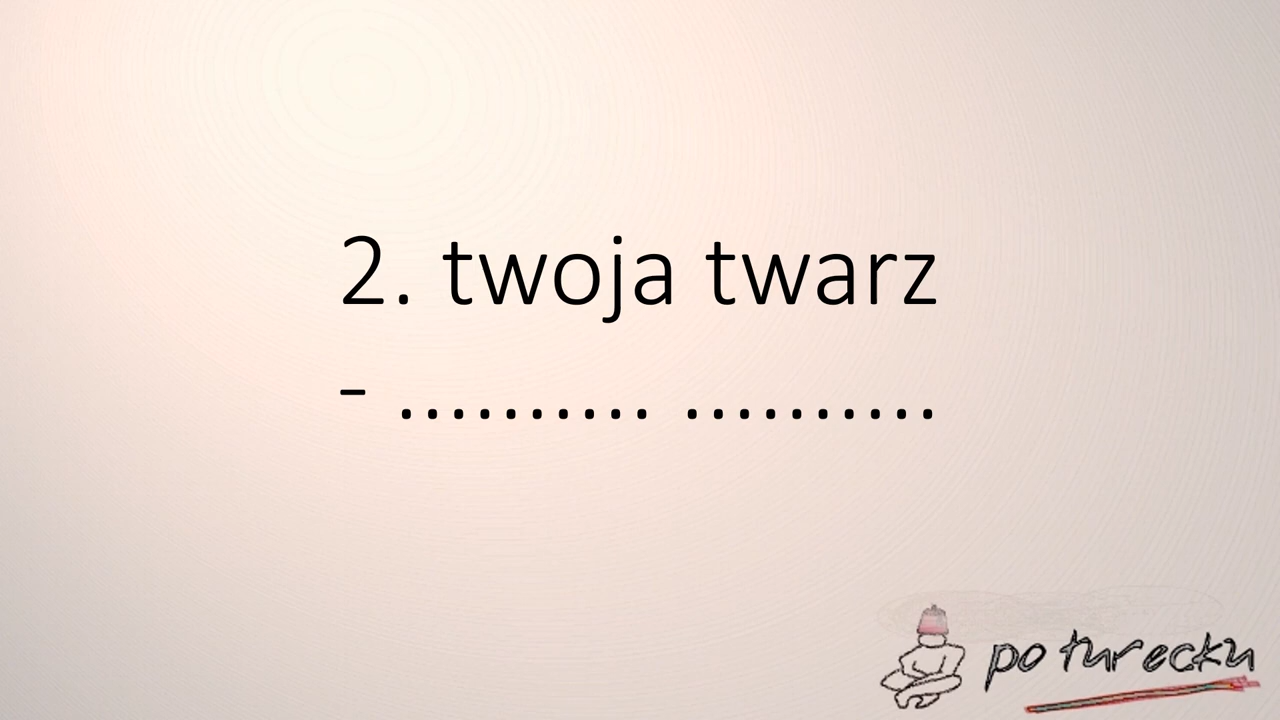 2. twoja twarz
- .......... ..........
po turecku